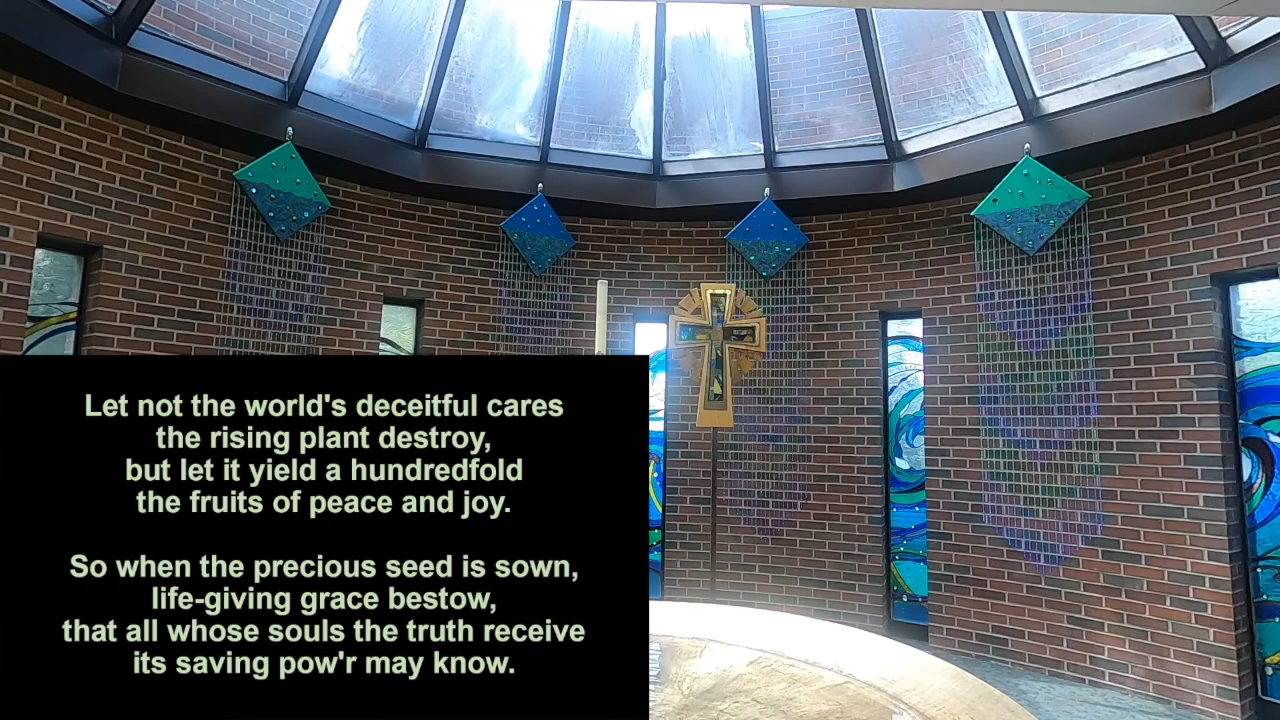 Let not the world's deceitful cares
the rising plant destroy,
but let it yield a hundredfold
the fruits of peace and joy.
So when the precious seed is sown,
life-giving grace bestow,
that all whose souls the truth receive
its saving pow'r may know.